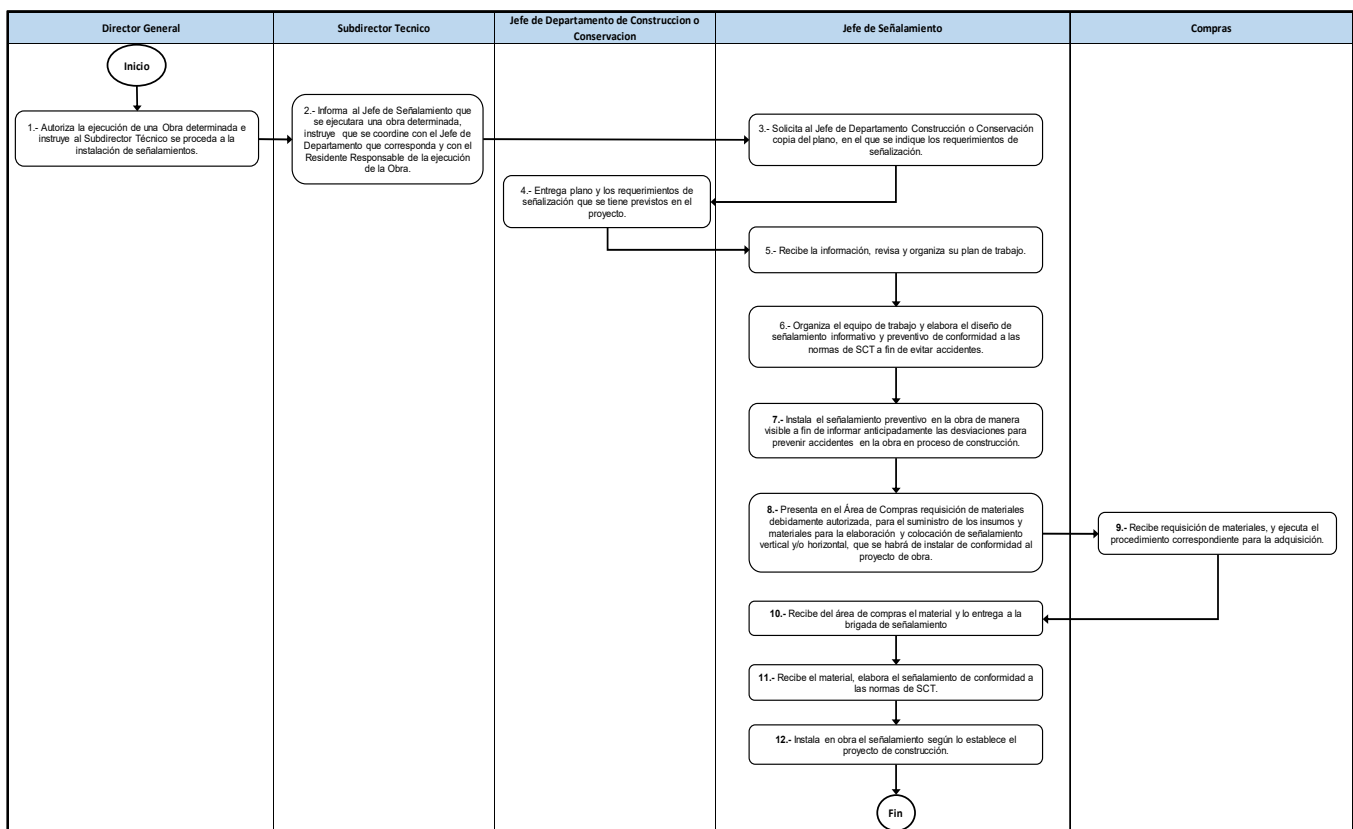 Director General
Subdirector Tecnico
Jefe de Departamento de Construccion o
Conservacion
Jefe de Señalamiento
Compras
Inicio
1.- Autoriza la ejecución de una Obra determinada e
instruye al Subdirector Técnico se proceda a la
instalación de señalamientos.
2.- Informa al Jefe de Señalamiento que
se ejecutara una obra determinada,
instruye que se coordine con el Jefe de
Departamento que corresponda y con el
Residente Responsable de la ejecución
de la Obra.
3.- Solicita al Jefe de Departamento Construcción o Conservación
copia del plano, en el que se indique los requerimientos de
señalización.
4.- Entrega plano y los requerimientos de
señalización que se tiene previstos en el
proyecto.
5.- Recibe la información, revisa y organiza su plan de trabajo.
6.- Organiza el equipo de trabajo y elabora el diseño de
señalamiento informativo y preventivo de conformidad a las
normas de SCT a fin de evitar accidentes.
7.- Instala el señalamiento preventivo en la obra de manera
visible a fin de informar anticipadamente las desviaciones para
prevenir accidentes en la obra en proceso de construcción.
8.- Presenta en el Área de Compras requisición de materiales
debidamente autorizada, para el suministro de los insumos y
materiales para la elaboración y colocación de señalamiento
vertical y/o horizontal, que se habrá de instalar de conformidad al
proyecto de obra.
9.- Recibe requisición de materiales, y ejecuta el
procedimiento correspondiente para la adquisición.
10.- Recibe del área de compras el material y lo entrega a la
brigada de señalamiento
11.- Recibe el material, elabora el señalamiento de conformidad a
las normas de SCT.
12.- Instala en obra el señalamiento según lo establece el
proyecto de construcción.
Fin